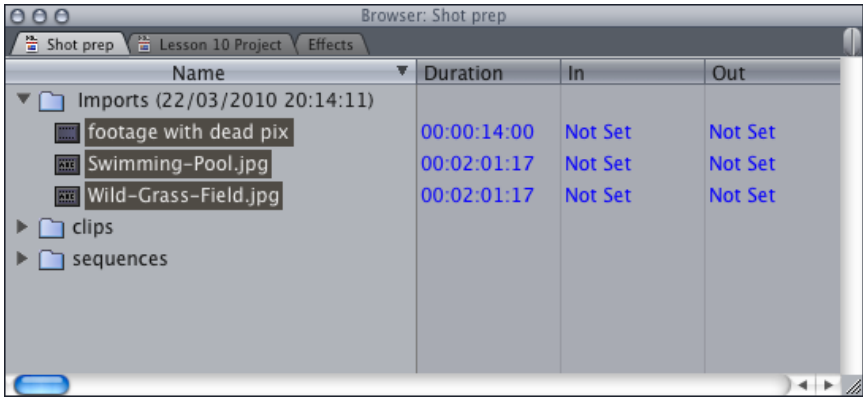 Browser: Shot prep
Shot prep Lesson 10 Project Effects
Name Duration In Out
Imports (22/03/2010 20:14:11)
footage with dead pix 00:00:14:00 Not Set Not Set
Swimming-Pool.jpg 00:02:01:17 Not Set Not Set
Wild-Grass-Field.jpg 00:02:01:17 Not Set Not Set
clips
sequences